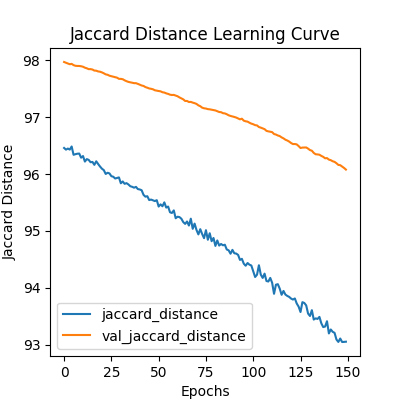 Jaccard Distance Learning Curve
98
97
96
95
94
93
Jaccard Distance
jaccard_distance
val_jaccard_distance
0 25 50 75 100 125 150
Epochs